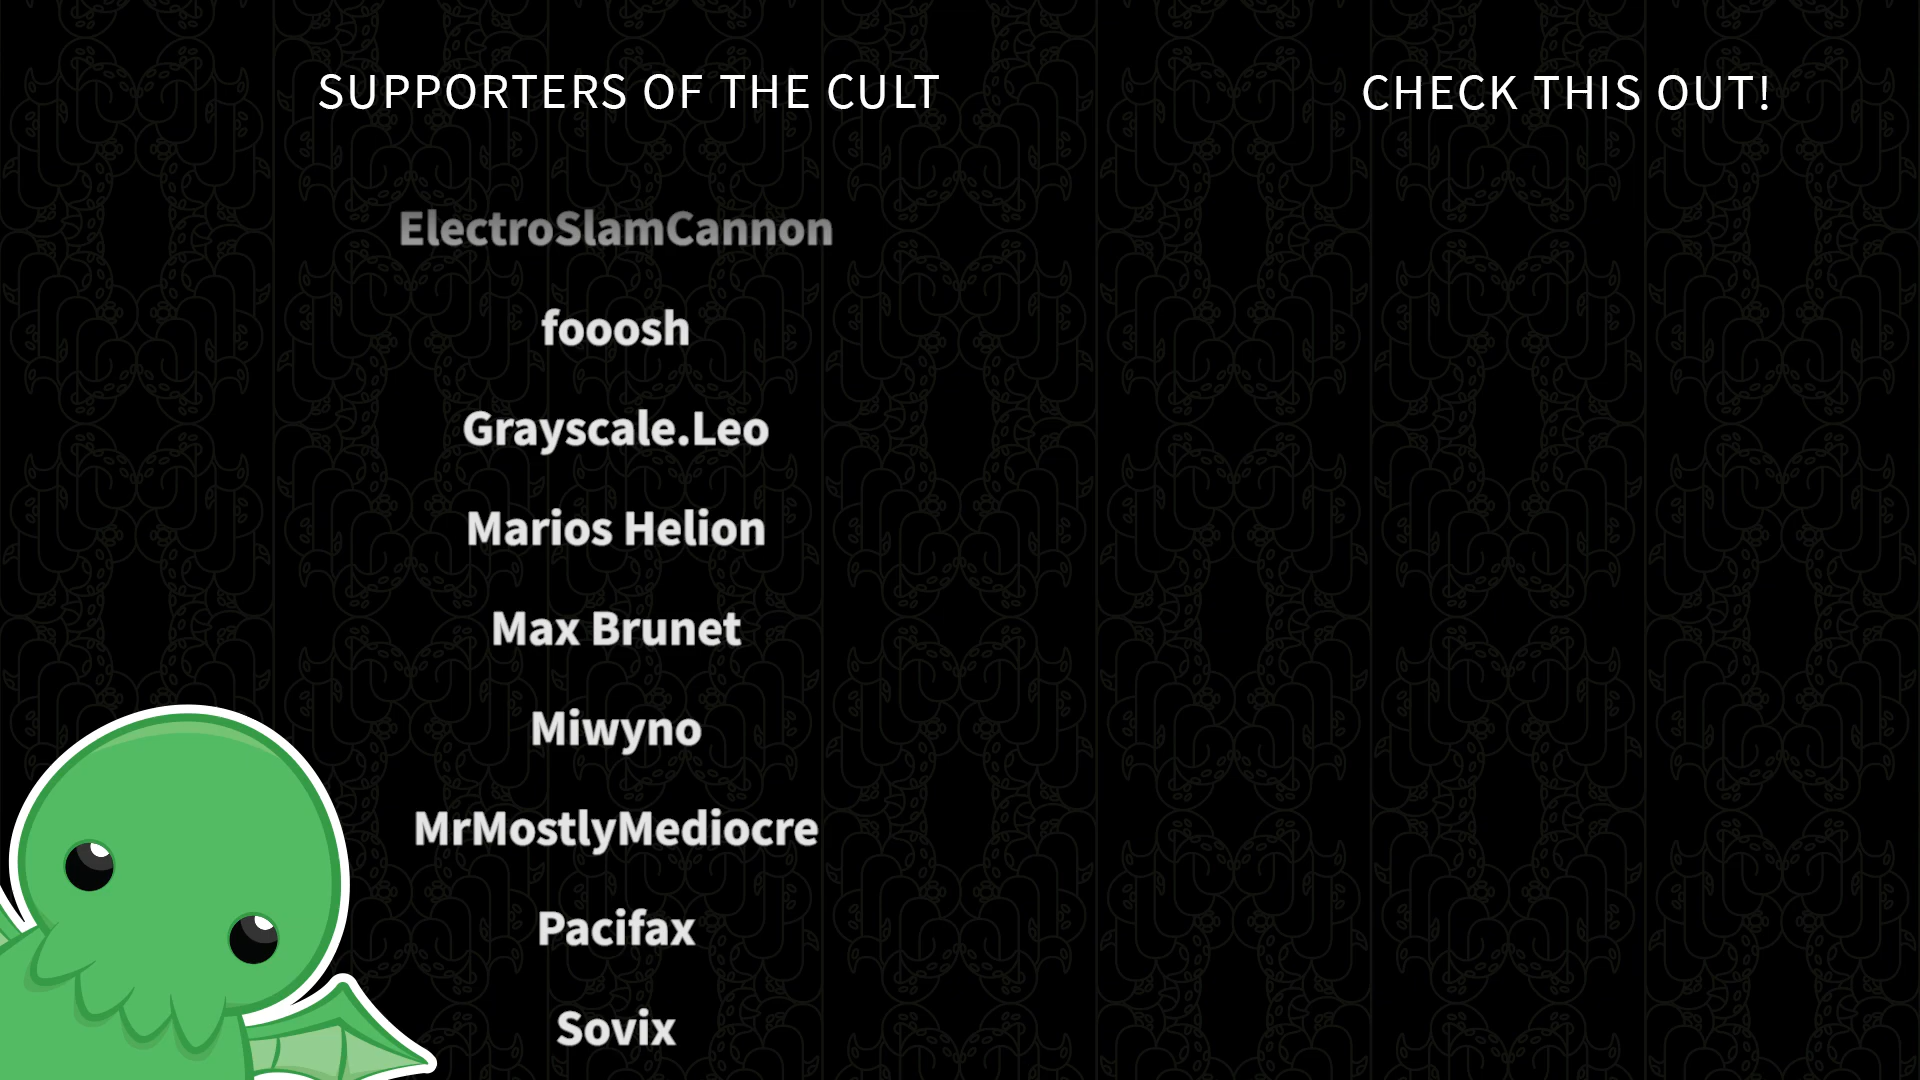 SUPPORTERS OF THE CULT
CHECK THIS OUT!
ElectroSlamCannon
fooosh
Grayscale.Leo
Marios Helion
Max Brunet
Miwyno
MrMostlyMediocre
Pacifax
Sovix